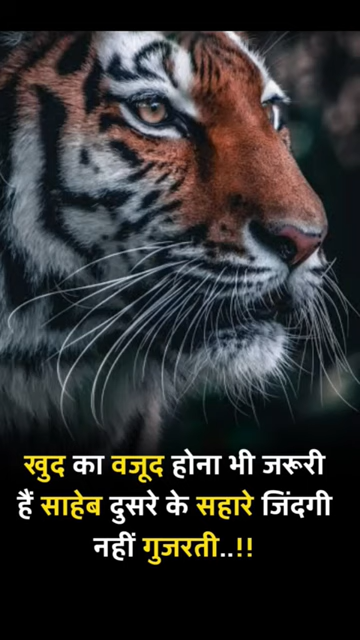 खुद का वजूद होना भी जरूरी
हैं साहेब दुसरे के सहारे जिंदगी
नहीं गुजरती..!!